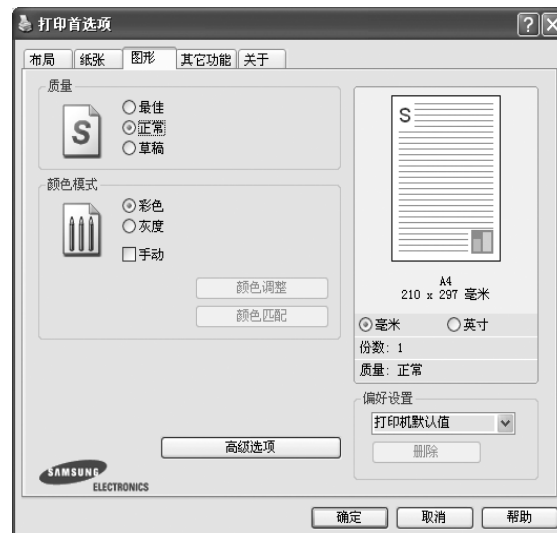 打印首选项
布局 纸张 图形 其它功能 关于
质量
S
最佳
正常
草稿
颜色模式
彩色
灰度
手动
颜色调整
颜色匹配
高级选项
SAMSUNG
ELECTRONICS
S
A4
210 x 297 毫米
毫米 英寸
份数: 1
质量: 正常
偏好设置
打印机默认值
删除
确定 取消 帮助